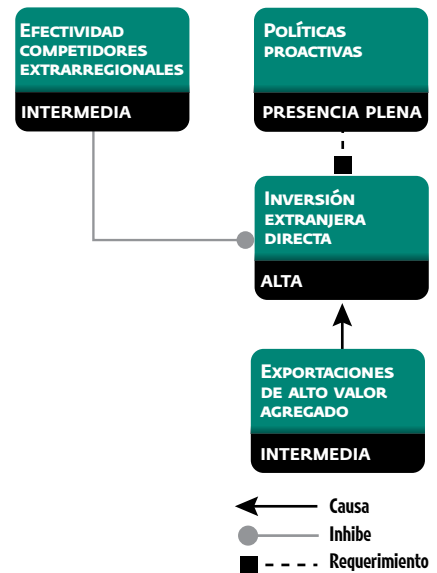 EFECTIVIDAD
COMPETIDORES
EXTRARREGIONALES
INTERMEDIA
POLÍTICAS
PROACTIVAS
PRESENCIA PLENA
INVERSIÓN
EXTRANJERA
DIRECTA
ALTA
EXPORTACIONES
DE ALTO VALOR
AGREGADO
INTERMEDIA
Causa
Inhibe
Requerimiento